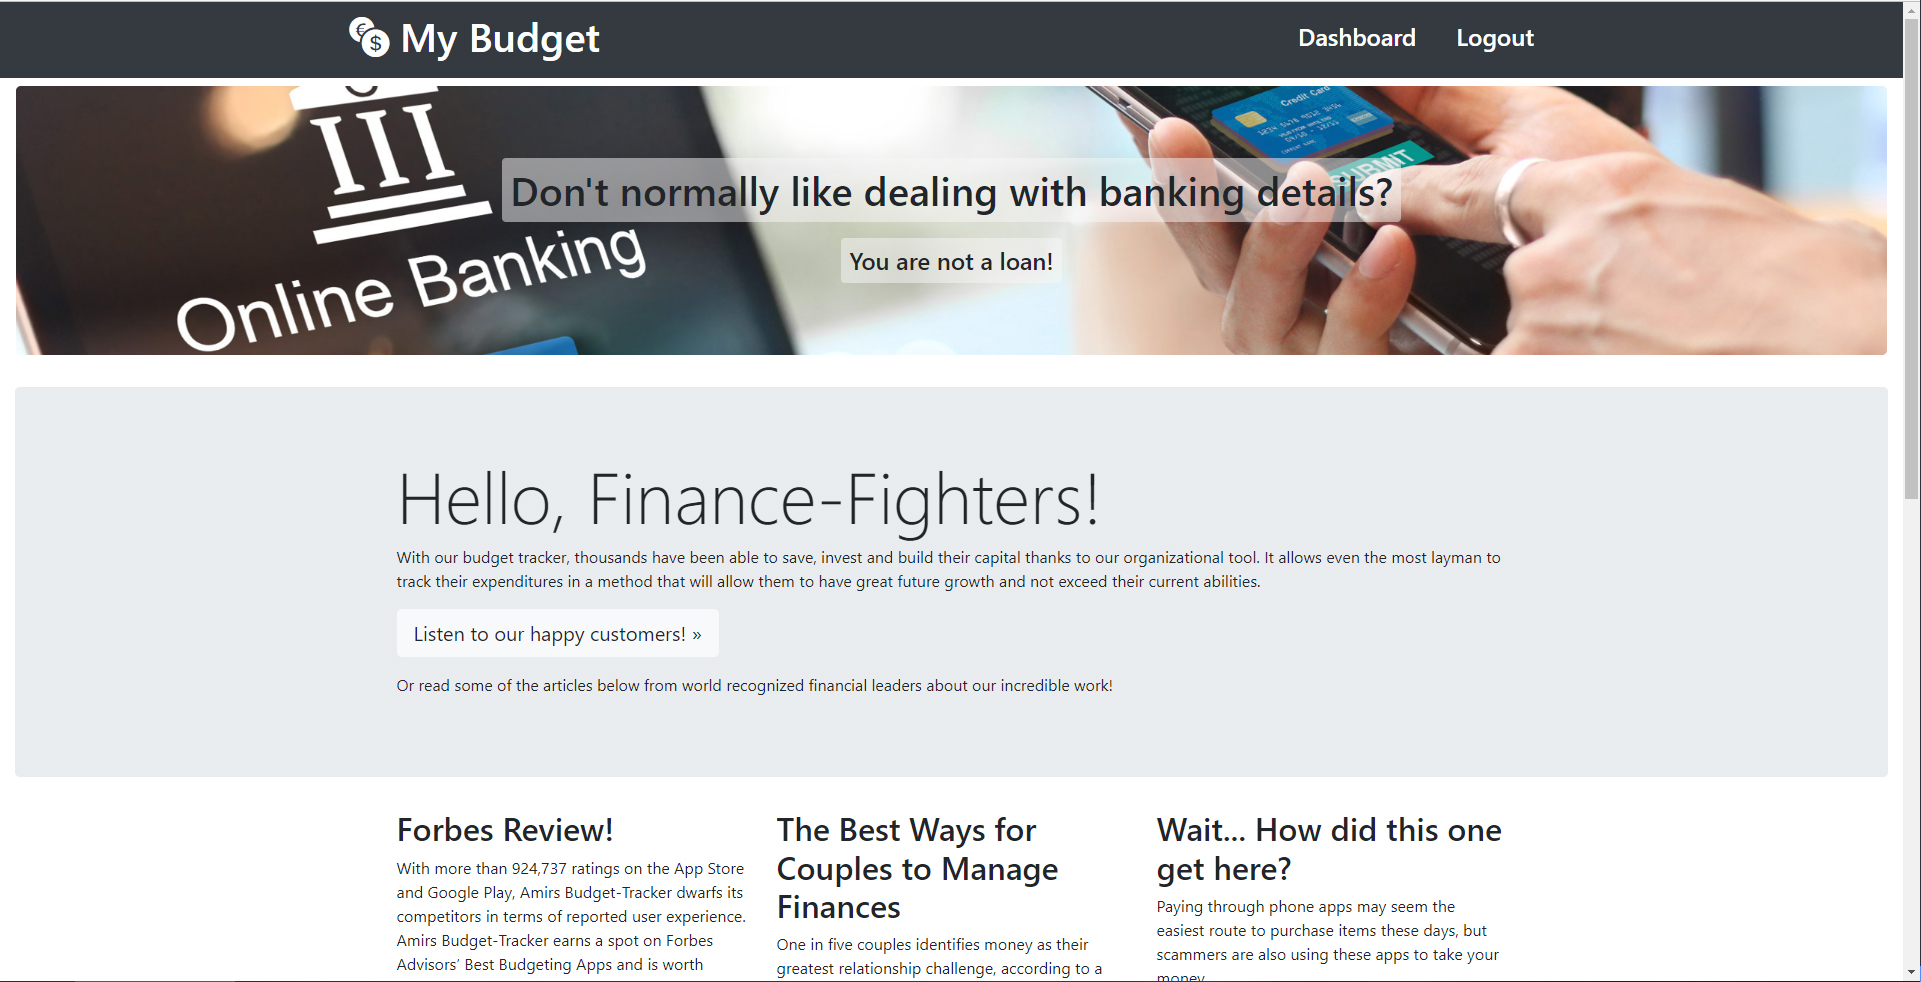 €
$
My Budget
Dashboard
Logout
Online Banking
Credit Card
SUBMIT
Don't normally like dealing with banking details?
You are not a loan!
Hello, Finance-Fighters!
With our budget tracker, thousands have been able to save, invest and build their capital thanks to our organizational tool. It allows even the most layman to
track their expenditures in a method that will allow them to have great future growth and not exceed their current abilities.
Listen to our happy customers! »
Or read some of the articles below from world recognized financial leaders about our incredible work!
Forbes Review!
With more than 924,737 ratings on the App Store
and Google Play, Amirs Budget-Tracker dwarfs its
competitors in terms of reported user experience.
Amirs Budget-Tracker earns a spot on Forbes
Advisors’ Best Budgeting Apps and is worth
The Best Ways for
Couples to Manage
Finances
One in five couples identifies money as their
greatest relationship challenge, according to a
Wait... How did this one
get here?
Paying through phone apps may seem the
easiest route to purchase items these days, but
scammers are also using these apps to take your
money